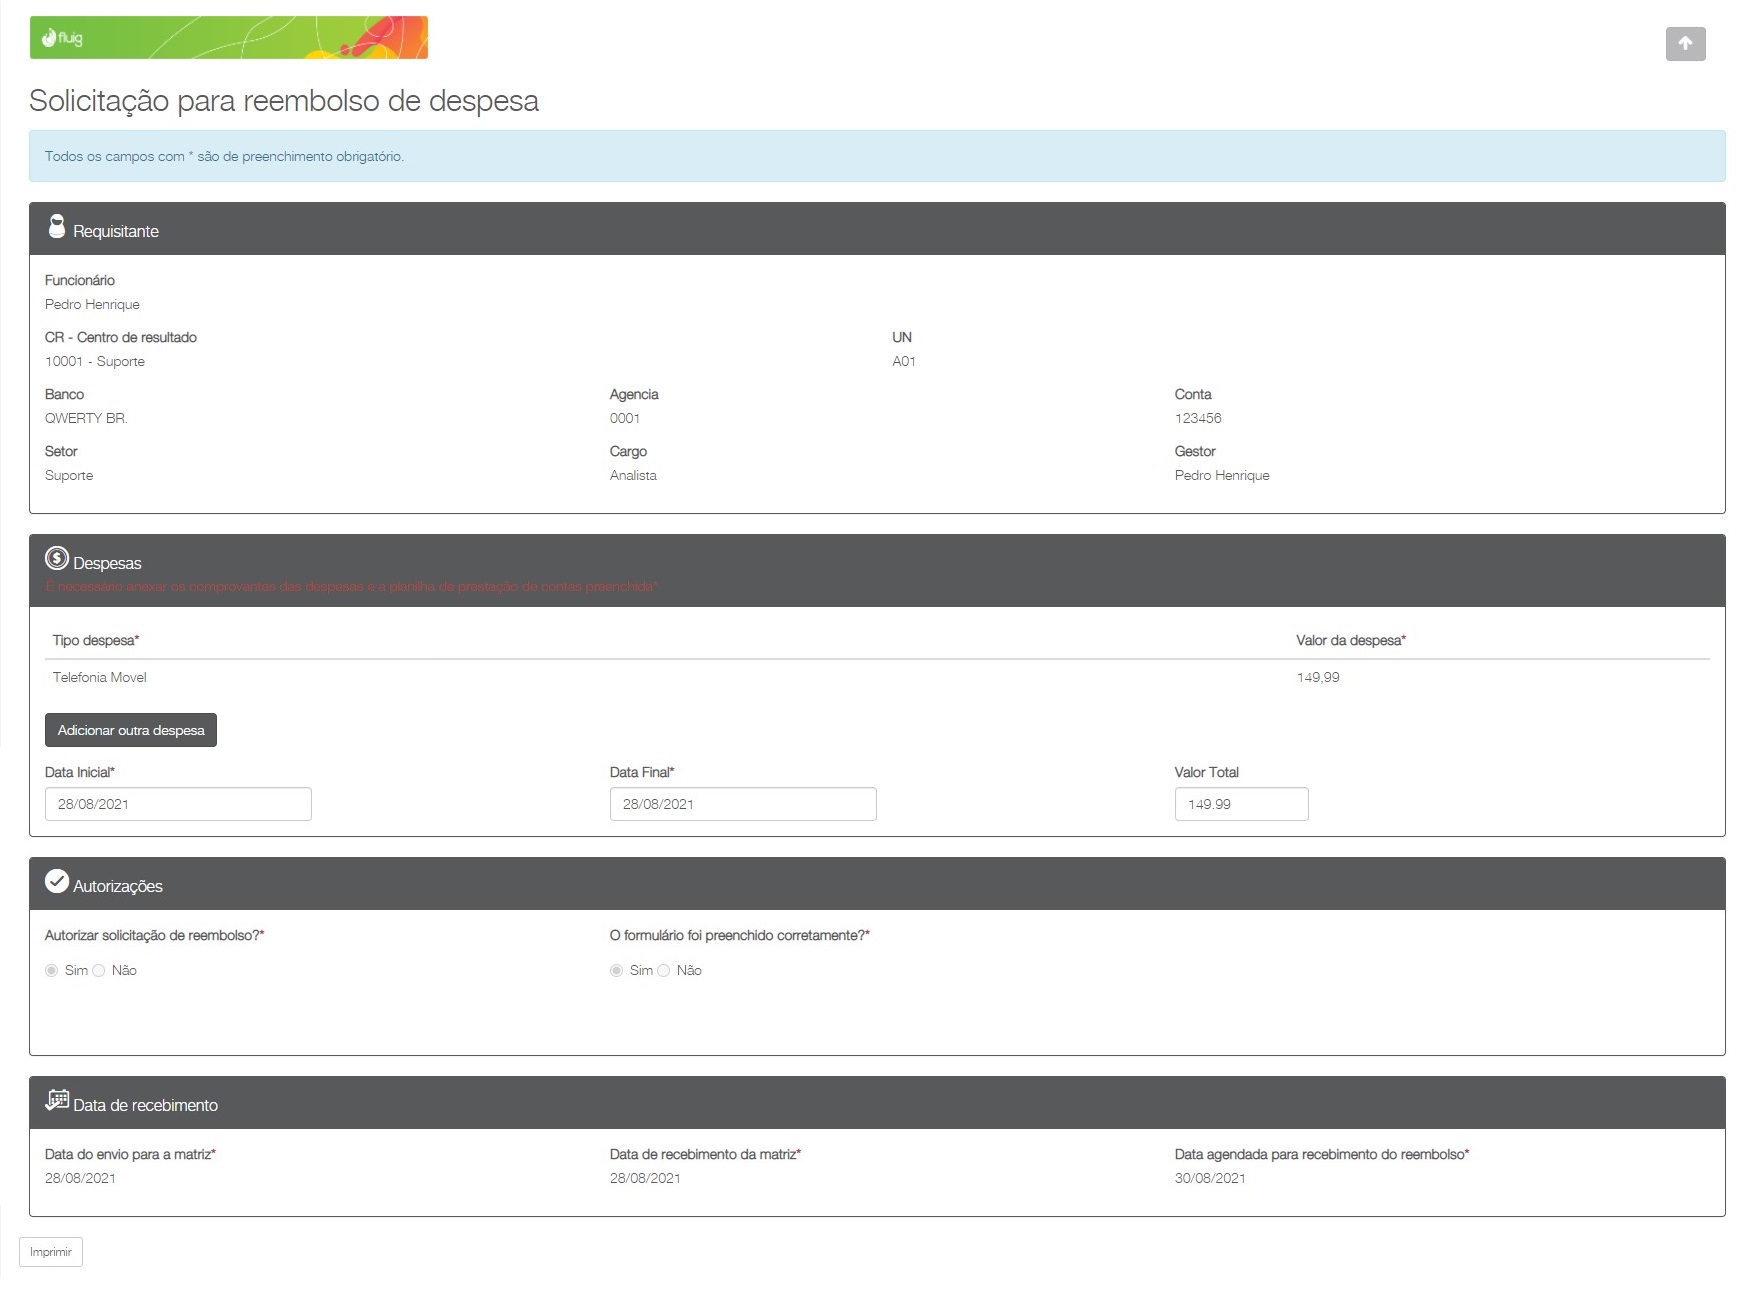 fluig
Solicitação para reembolso de despesa
Todos os campos com * são de preenchimento obrigatório.
Requisitante
Funcionário
Pedro Henrique
CR - Centro de resultado UN
10001 - Suporte A01
Banco Agencia Conta
QWERTY BR. 0001 123456
Setor Cargo Gestor
Suporte Analista Pedro Henrique
Despesas
É necessário anexar os comprovantes das despesas e a planilha de prestação de contas preenchida*
Tipo despesa* Valor da despesa*
Telefonia Movel 149,99
Adicionar outra despesa
Data Inicial* Data Final* Valor Total
28/08/2021 28/08/2021 149.99
Autorizações
Autorizar solicitação de reembolso?* O formulário foi preenchido corretamente?*
Sim Não Sim Não
Data de recebimento
Data do envio para a matriz* Data de recebimento da matriz* Data agendada para recebimento do reembolso*
28/08/2021 28/08/2021 30/08/2021
Imprimir